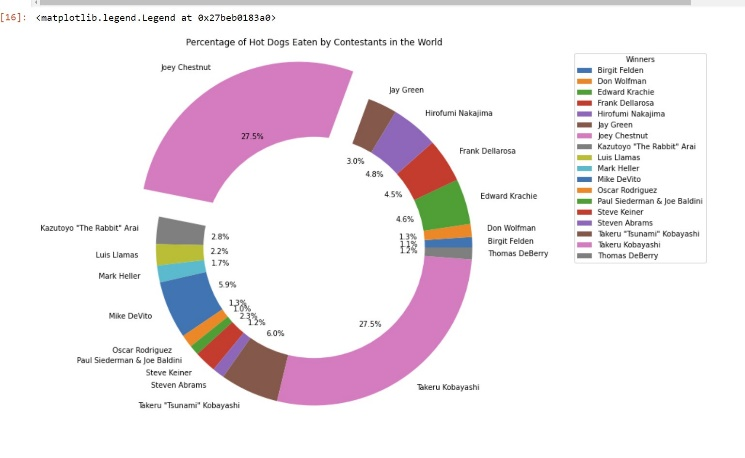 [16]: <matplotlib.legend.Legend at 0x27beb0183a0>
Percentage of Hot Dogs Eaten by Contestants in the World
Joey Chestnut
27.5%
Jay Green
3.0%
Hirofumi Nakajima
4.8%
Frank Dellarosa
4.5%
Edward Krachie
4.6%
Don Wolfman
1.3%
Birgit Felden
1.1%
Thomas DeBerry
1.2%
Kazutoyo "The Rabbit" Arai
2.8%
Luis Llamas
2.2%
Mark Heller
1.7%
Mike DeVito
5.9%
Oscar Rodriguez
1.3%
Paul Siederman & Joe Baldini
1.0%
Steve Keiner
2.3%
Steven Abrams
1.2%
Takeru "Tsunami" Kobayashi
6.0%
Takeru Kobayashi
27.5%
Winners
Birgit Felden
Don Wolfman
Edward Krachie
Frank Dellarosa
Hirofumi Nakajima
Jay Green
Joey Chestnut
Kazutoyo "The Rabbit" Arai
Luis Llamas
Mark Heller
Mike DeVito
Oscar Rodriguez
Paul Siederman & Joe Baldini
Steve Keiner
Steven Abrams
Takeru "Tsunami" Kobayashi
Takeru Kobayashi
Thomas DeBerry